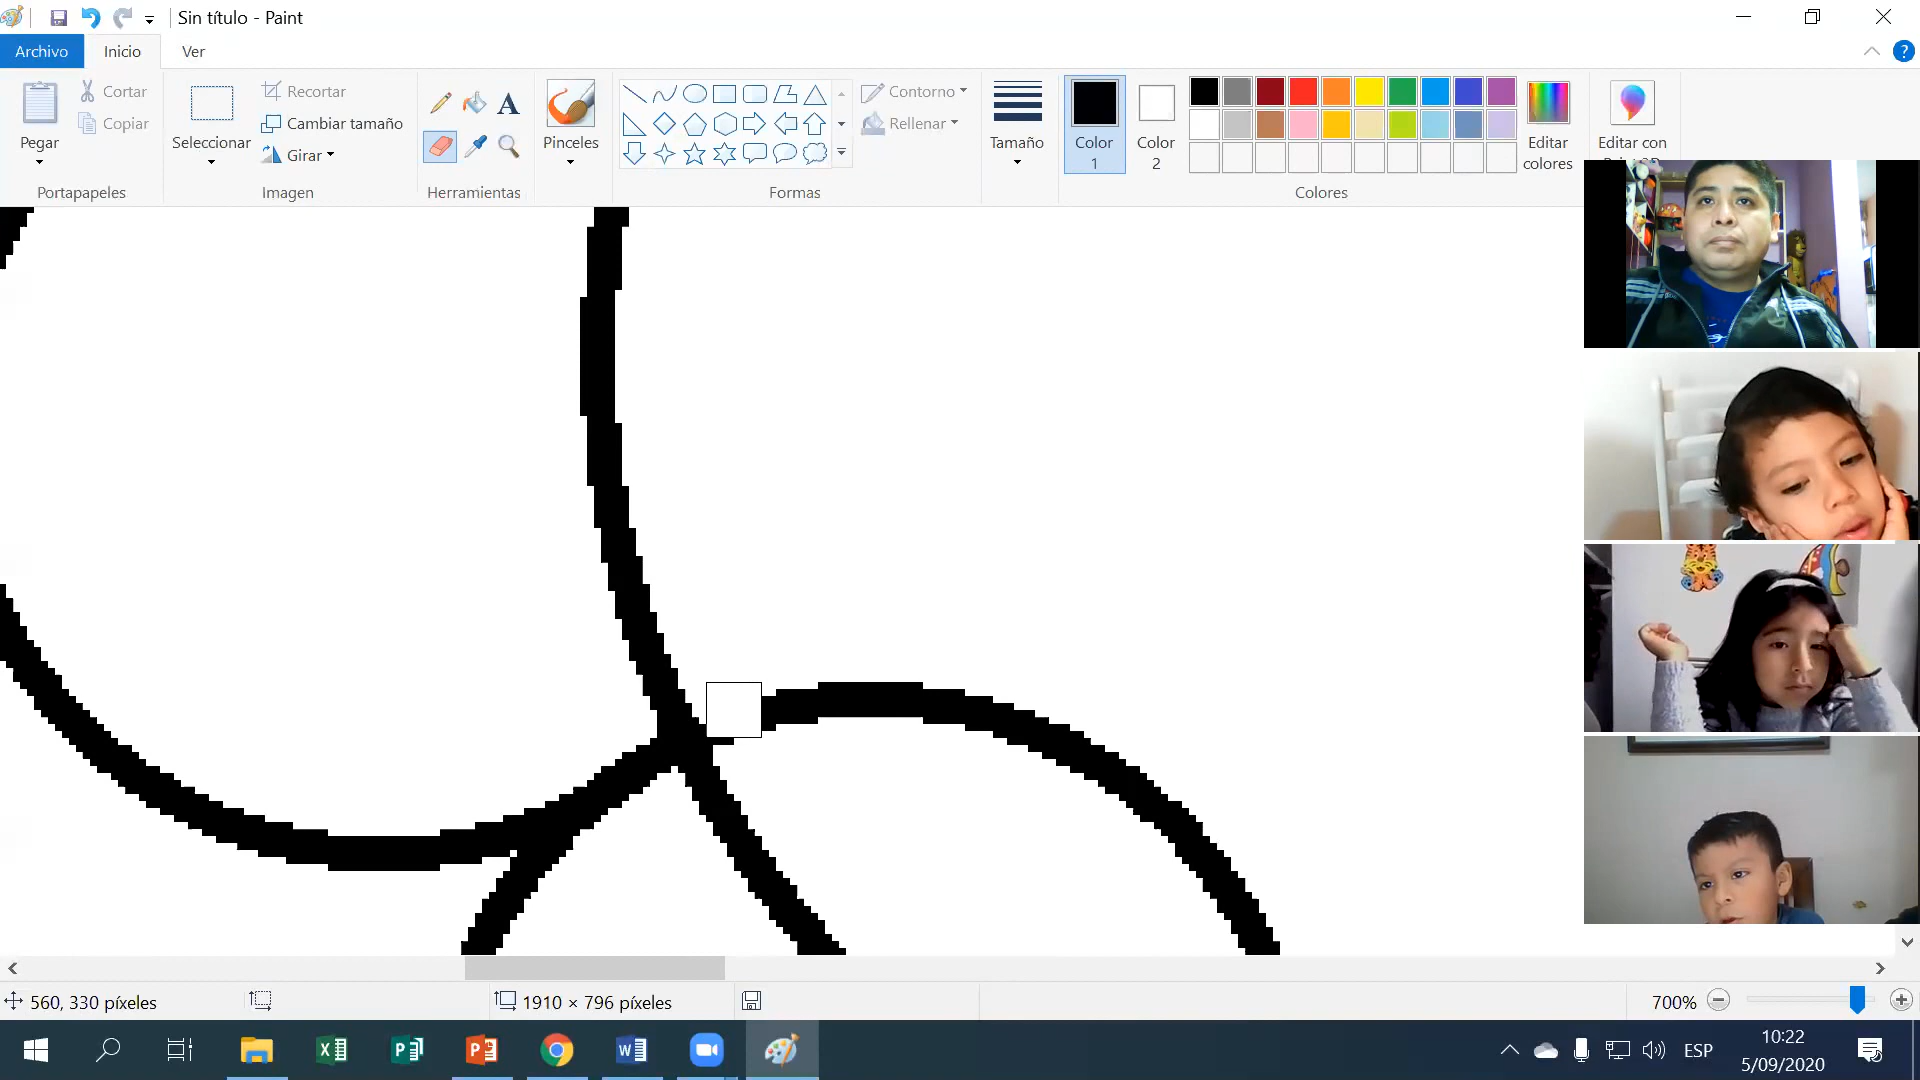 Sin título - Paint
Archivo Inicio Ver
Pegar
Cortar
Copiar
Portapapeles
Seleccionar
Recortar
Cambiar tamaño
Girar
Imagen
A
Herramientas
Pinceles
Contorno
Rellenar
Formas
Tamaño
Color
1
Color
2
Editar
colores
Colores
Editar con
560, 330 píxeles
1910 × 796 píxeles
700%
ESP
10:22
5/09/2020